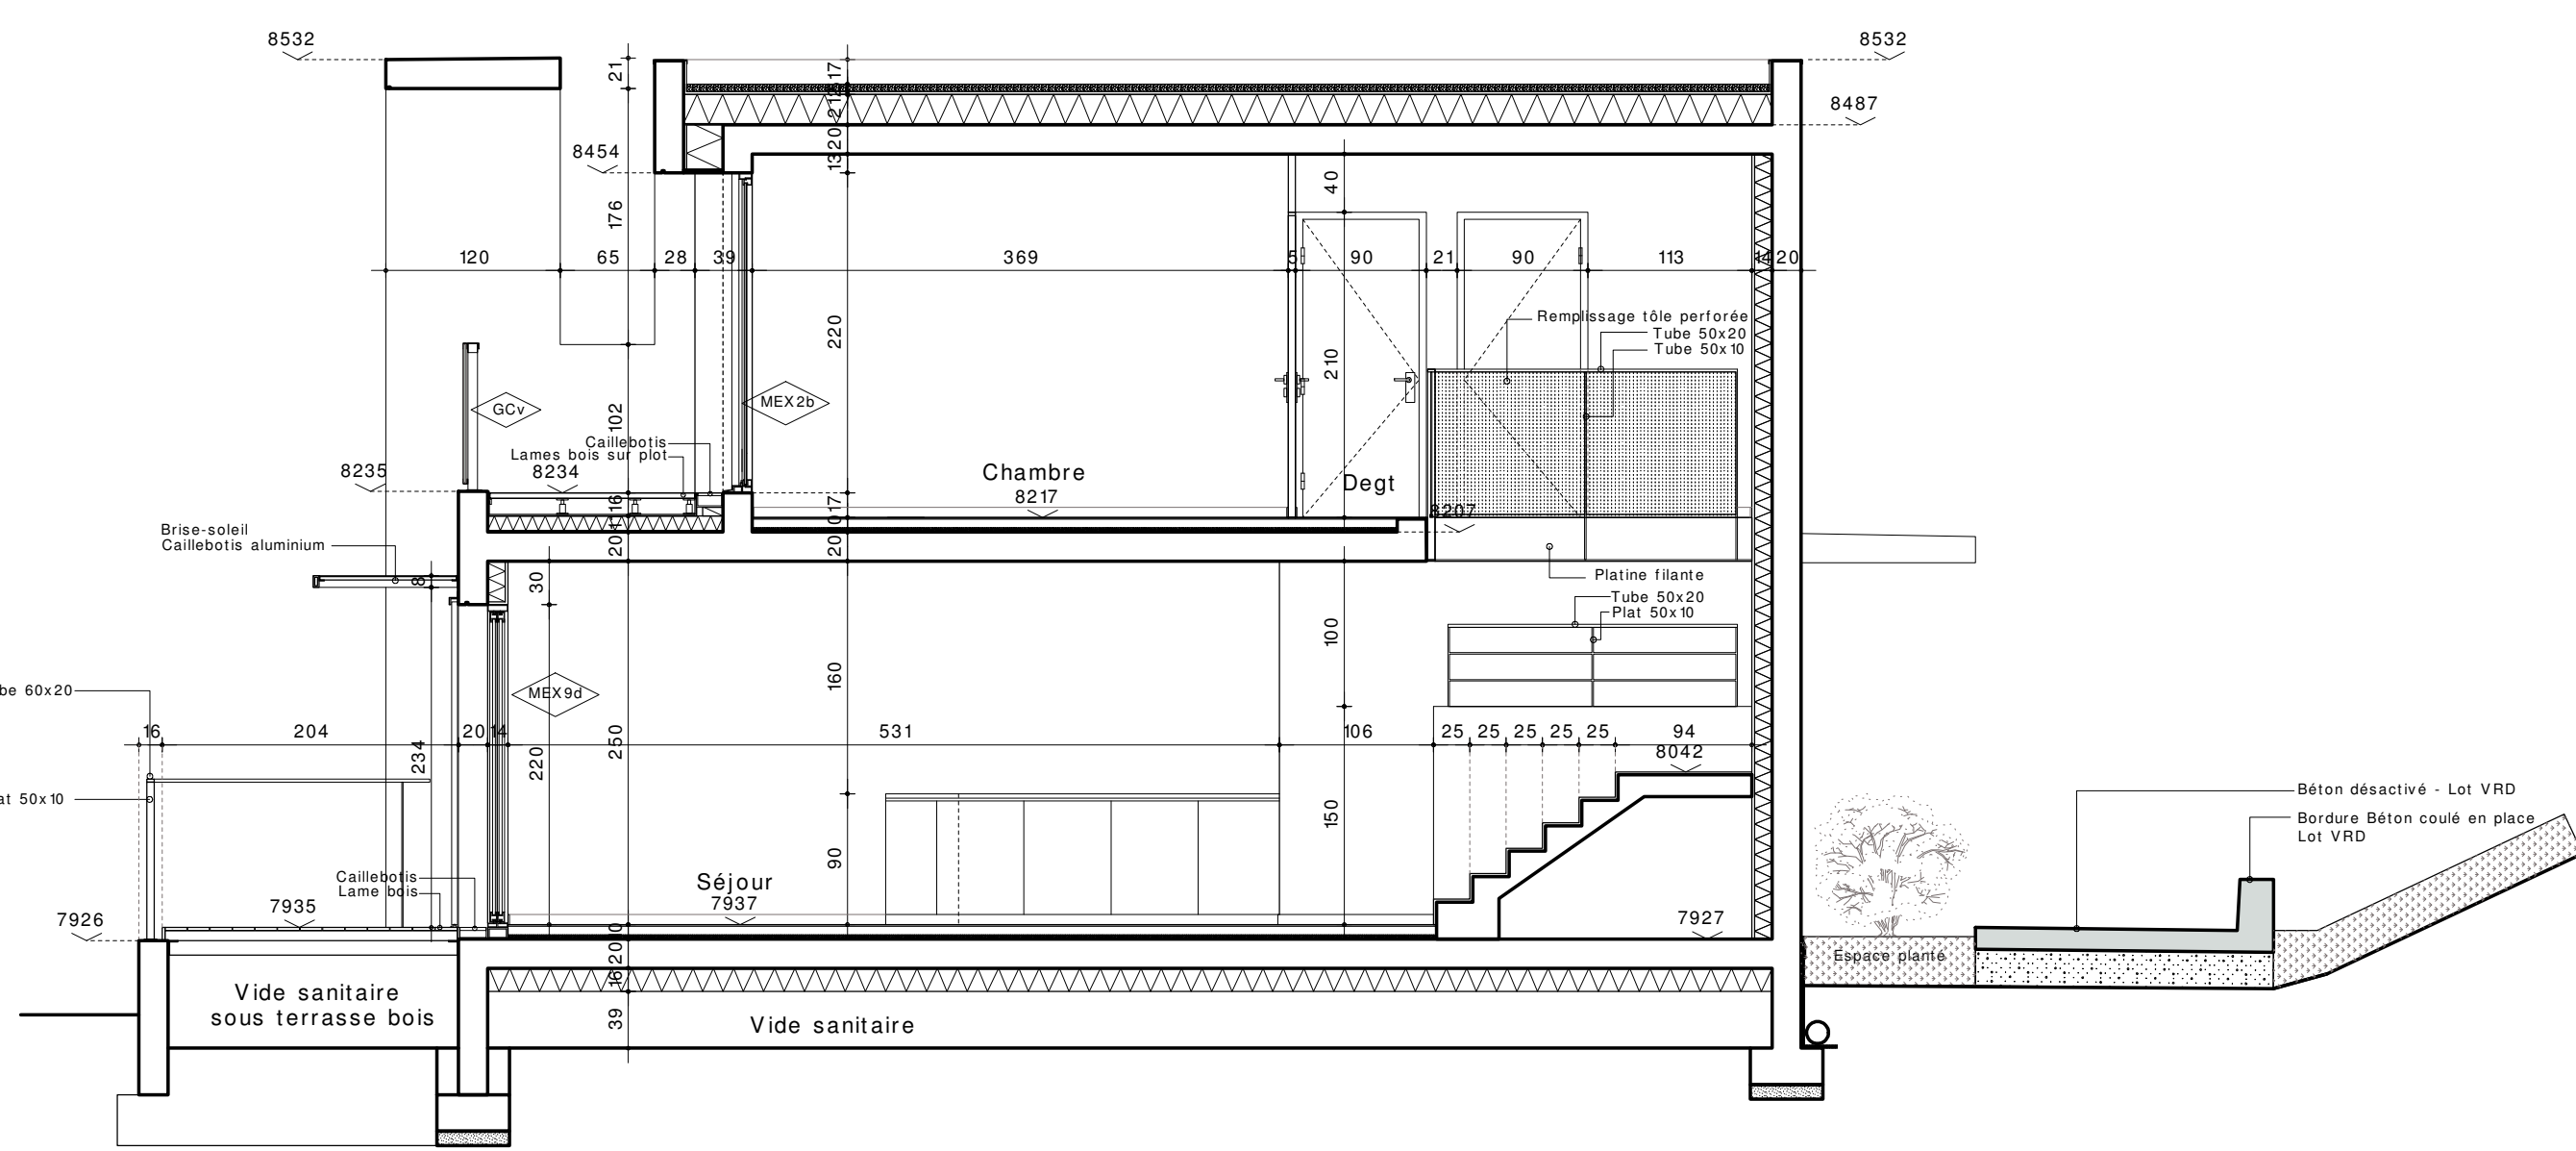 8532
8532
21
17
8487
20
8454
13
40
176
120
65
28
39
369
5
90
21
90
113
14
20
Remplissage tôle perforée
Tube 50x20
Tube 50x10
220
210
MEX2b
GCv
102
Caillebotis
Lames bois sur plot
8235
8234
Chambre
8217
Degt
8207
16
17
Brise-soleil
Caillebotis aluminium
20
20
8
30
Platine filante
Tube 50x20
Plat 50x10
100
160
MEX9d
be 60x20
16
204
20
14
531
106
25
25
25
25
25
94
8042
234
220
250
at 50x10
150
90
Béton désactivé - Lot VRD
Bordure Béton coulé en place
Lot VRD
Caillebotis
Lame bois
Séjour
7937
7935
7926
7927
10
20
16
Espace planté
Vide sanitaire
sous terrasse bois
39
Vide sanitaire